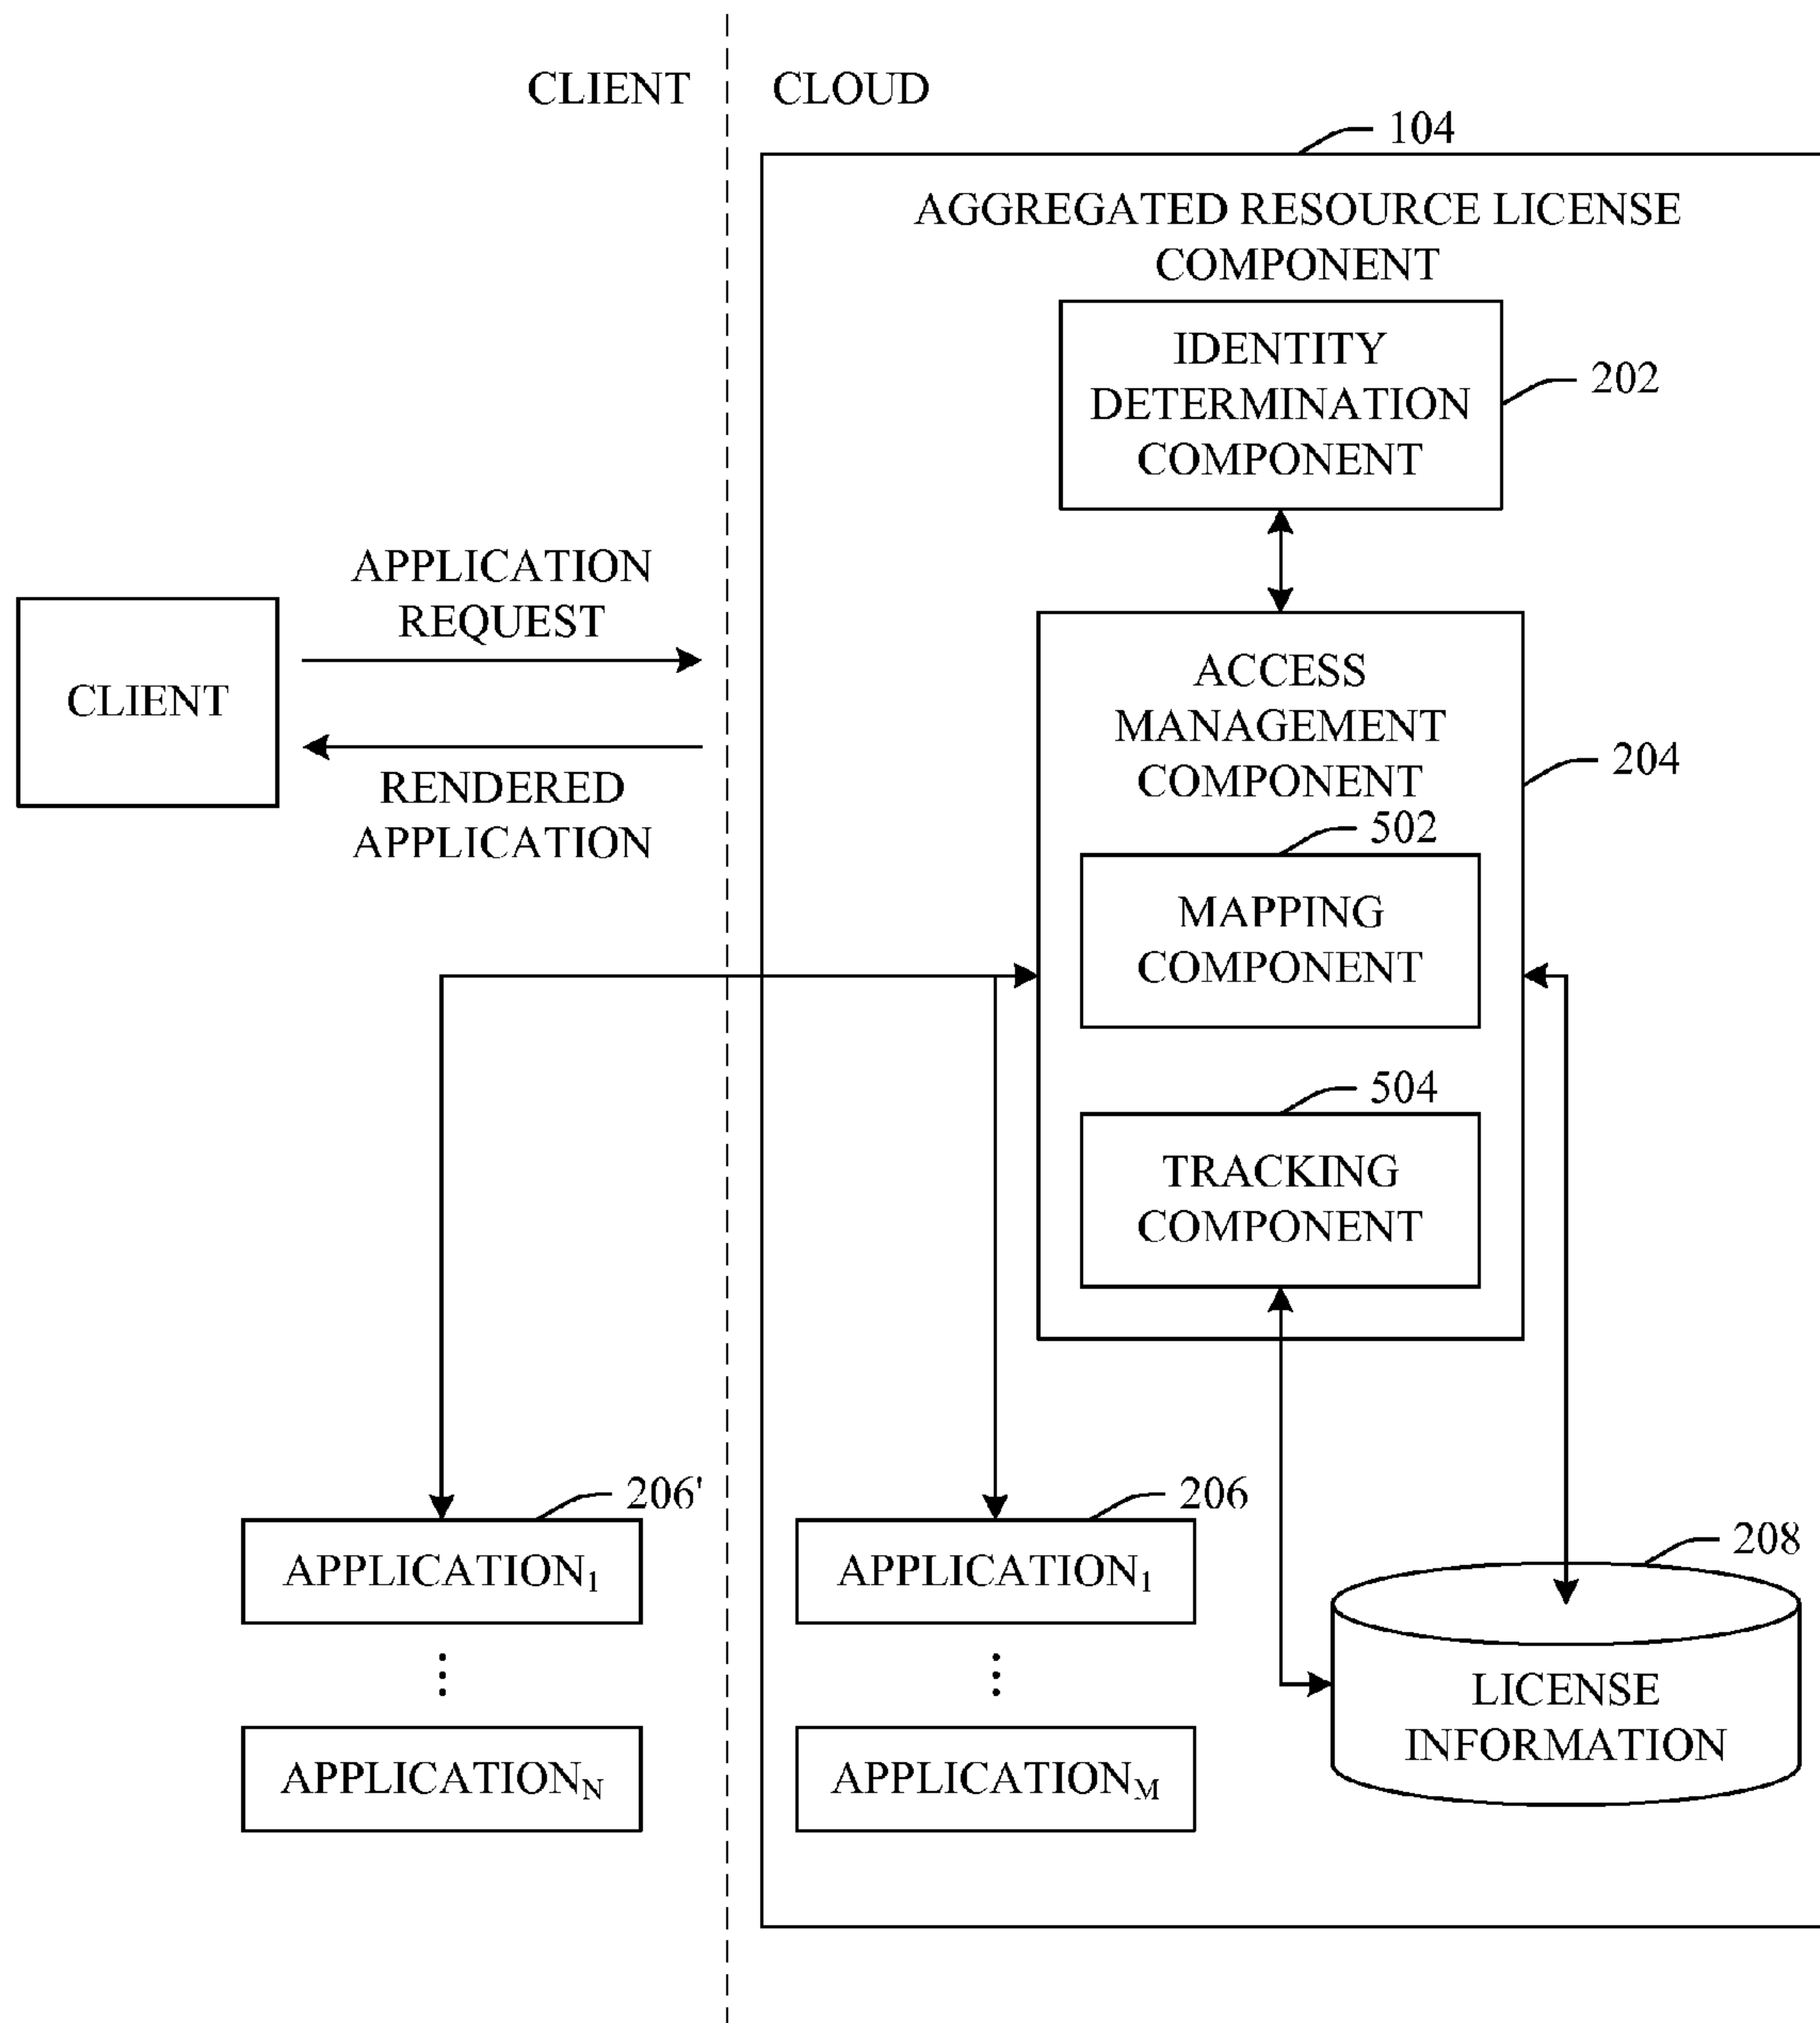 CLIENT
CLOUD
104
AGGREGATED RESOURCE LICENSE
COMPONENT
IDENTITY
DETERMINATION
COMPONENT
202
APPLICATION
REQUEST
CLIENT
RENDERED
APPLICATION
ACCESS
MANAGEMENT
COMPONENT
204
502
MAPPING
COMPONENT
504
TRACKING
COMPONENT
206'
APPLICATION₁
APPLICATIONN
206
APPLICATION₁
APPLICATIONM
208
LICENSE
INFORMATION